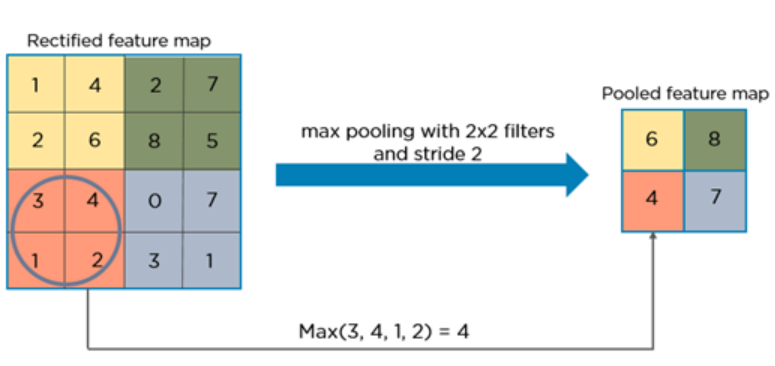 Rectified feature map
1 4 2 7
2 6 8 5
3 4 0 7
1 2 3 1
max pooling with 2x2 filters
and stride 2
Pooled feature map
6 8
4 7
Max(3, 4, 1, 2) = 4